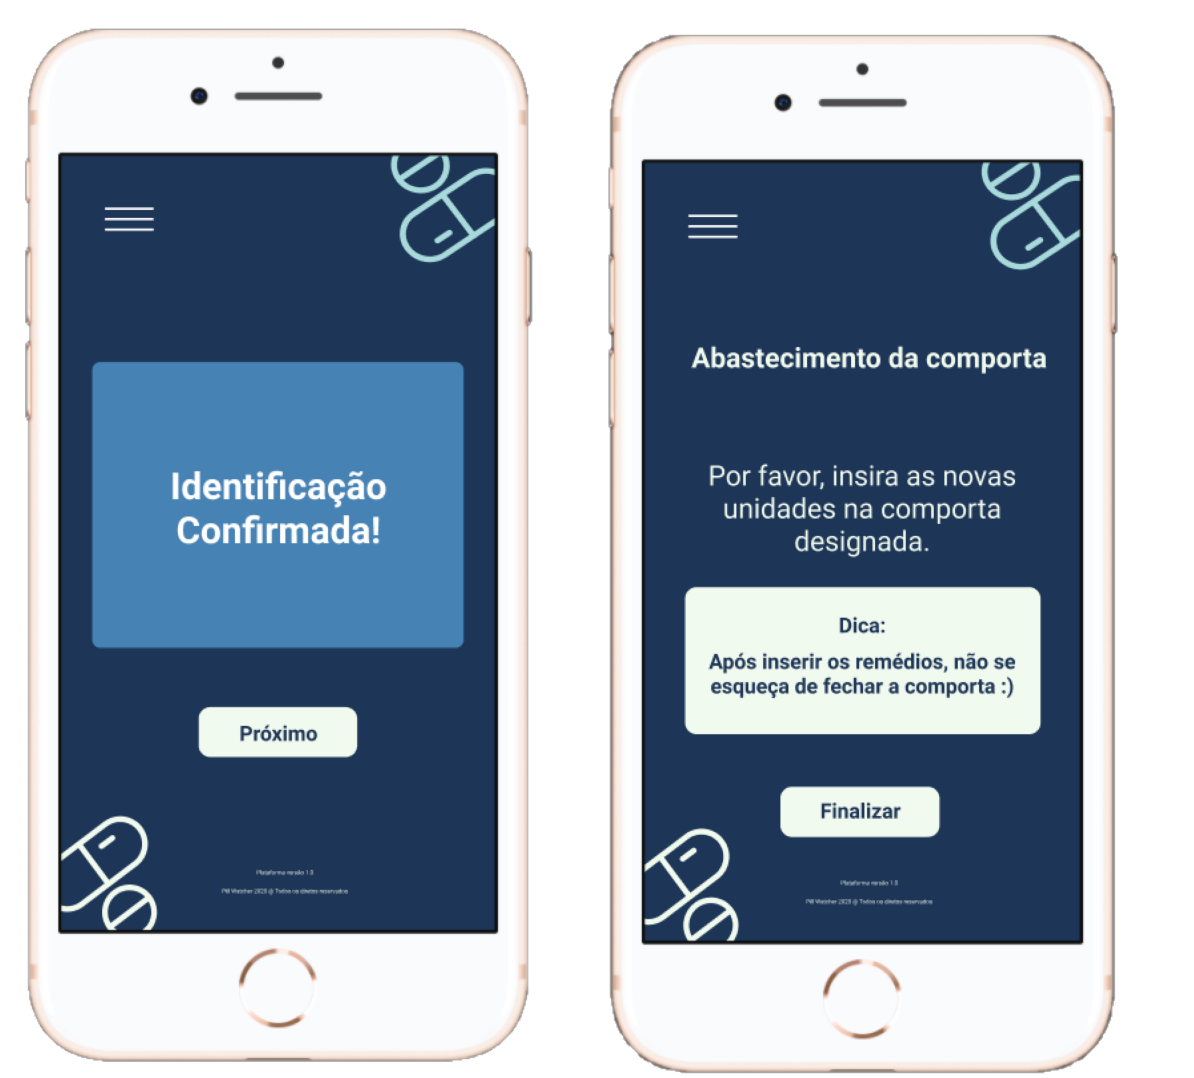 Identificação
Confirmada!
Próximo
Plataforma versão 1.0
Pill Watcher 2020 @ Todos os direitos reservados
Abastecimento da comporta
Por favor, insira as novas
unidades na comporta
designada.
Dica:
Após inserir os remédios, não se
esqueça de fechar a comporta :)
Finalizar
Plataforma versão 1.0
Pill Watcher 2020 @ Todos os direitos reservados